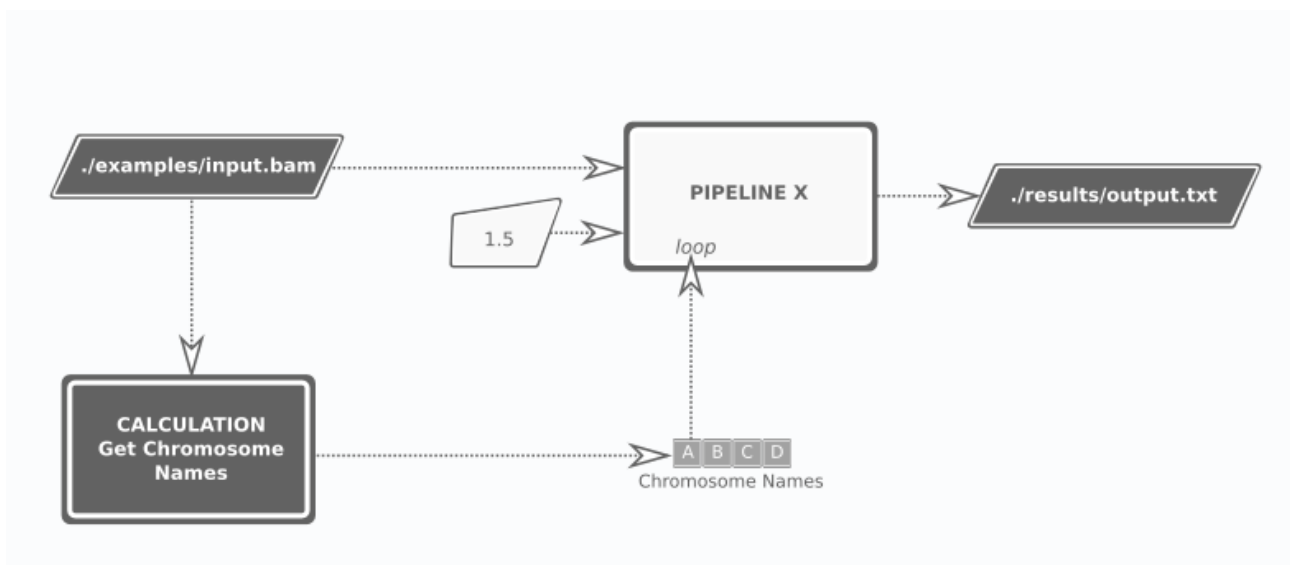 ./examples/input.bam
PIPELINE X
./results/output.txt
1.5
loop
CALCULATION
Get Chromosome
Names
A B C D
Chromosome Names